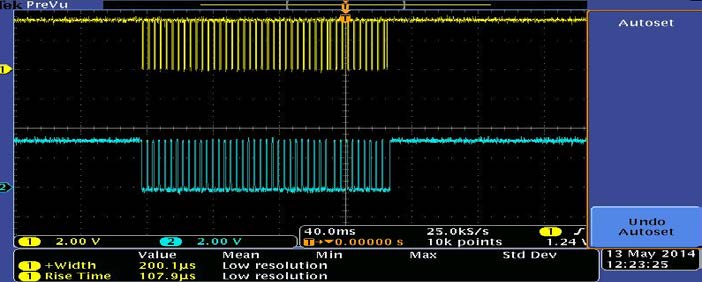 Tek PreVu
T
Autoset
1
2
1 2.00 V 2 2.00 V
40.0ms 25.0kS/s 1
T 0.00000 s 10k points 1.24 V
Undo
Autoset
Value Mean Min Max Std Dev
1 +Width 200.1µs Low resolution
1 Rise Time 107.9µs Low resolution
13 May 2014
12:23:25